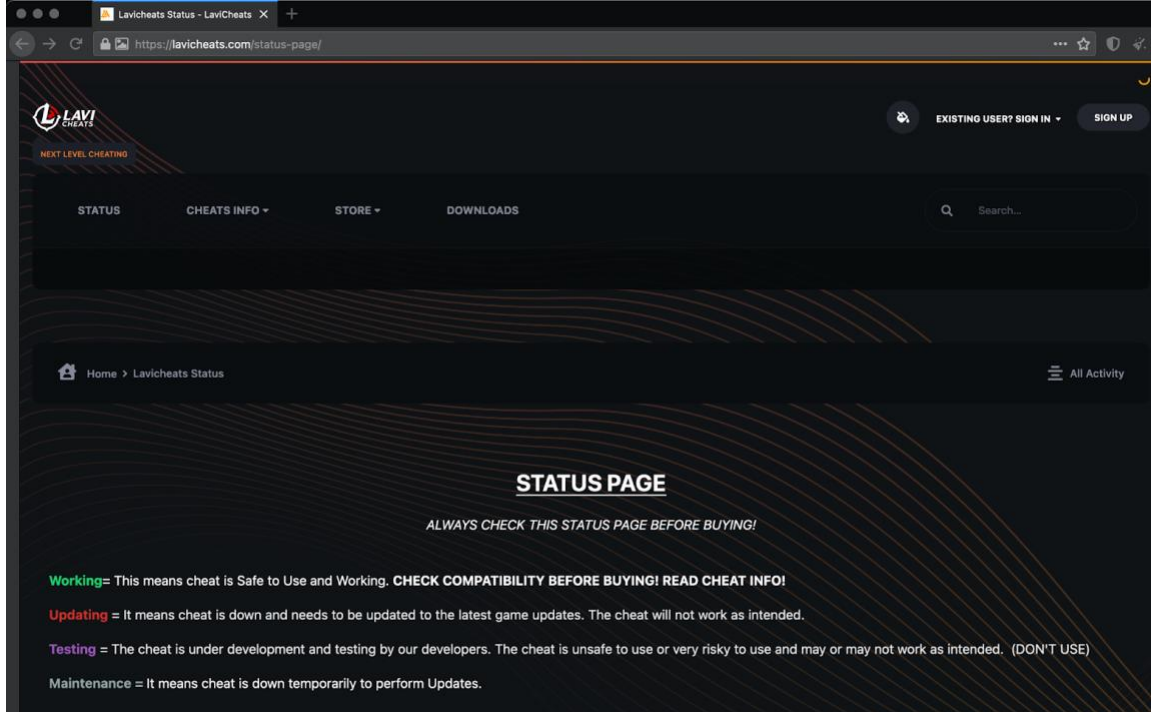 Lavicheats Status - LaviCheats
https://lavicheats.com/status-page/
LAVI
CHEATS
EXISTING USER? SIGN IN
SIGN UP
NEXT LEVEL CHEATING
STATUS
CHEATS INFO
STORE
DOWNLOADS
Search...
Home > Lavicheats Status
All Activity
STATUS PAGE
ALWAYS CHECK THIS STATUS PAGE BEFORE BUYING!
Working= This means cheat is Safe to Use and Working. CHECK COMPATIBILITY BEFORE BUYING! READ CHEAT INFO!
Updating = It means cheat is down and needs to be updated to the latest game updates. The cheat will not work as intended.
Testing = The cheat is under development and testing by our developers. The cheat is unsafe to use or very risky to use and may or may not work as intended.  (DON'T USE)
Maintenance = It means cheat is down temporarily to perform Updates.